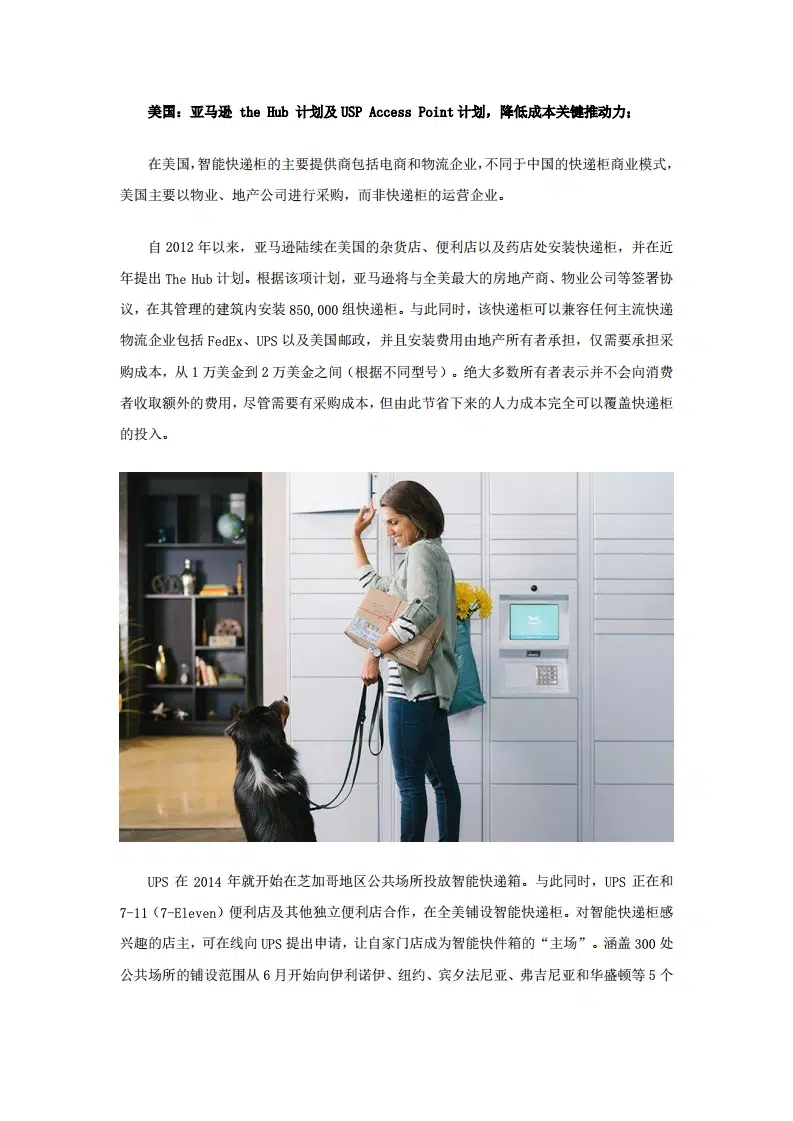 美国：亚马逊 the Hub 计划及USP Access Point计划，降低成本关键推动力；
在美国，智能快递柜的主要提供商包括电商和物流企业，不同于中国的快递柜商业模式，
美国主要以物业、地产公司进行采购，而非快递柜的运营企业。
自 2012 年以来，亚马逊陆续在美国的杂货店、便利店以及药店处安装快递柜，并在近
年提出 The Hub 计划。根据该项计划，亚马逊将与全美最大的房地产商、物业公司等签署协
议，在其管理的建筑内安装 850,000 组快递柜。与此同时，该快递柜可以兼容任何主流快递
物流企业包括 FedEx、UPS 以及美国邮政，并且安装费用由地产所有者承担，仅需要承担采
购成本，从 1 万美金到 2 万美金之间（根据不同型号）。绝大多数所有者表示并不会向消费
者收取额外的费用，尽管需要有采购成本，但由此节省下来的人力成本完全可以覆盖快递柜
的投入。
UPS 在 2014 年就开始在芝加哥地区公共场所投放智能快递箱。与此同时，UPS 正在和
7-11（7-Eleven）便利店及其他独立便利店合作，在全美铺设智能快递柜。对智能快递柜感
兴趣的店主，可在线向 UPS 提出申请，让自家门店成为智能快件箱的“主场”。涵盖 300 处
公共场所的铺设范围从 6 月开始向伊利诺伊、纽约、宾夕法尼亚、弗吉尼亚和华盛顿等 5 个